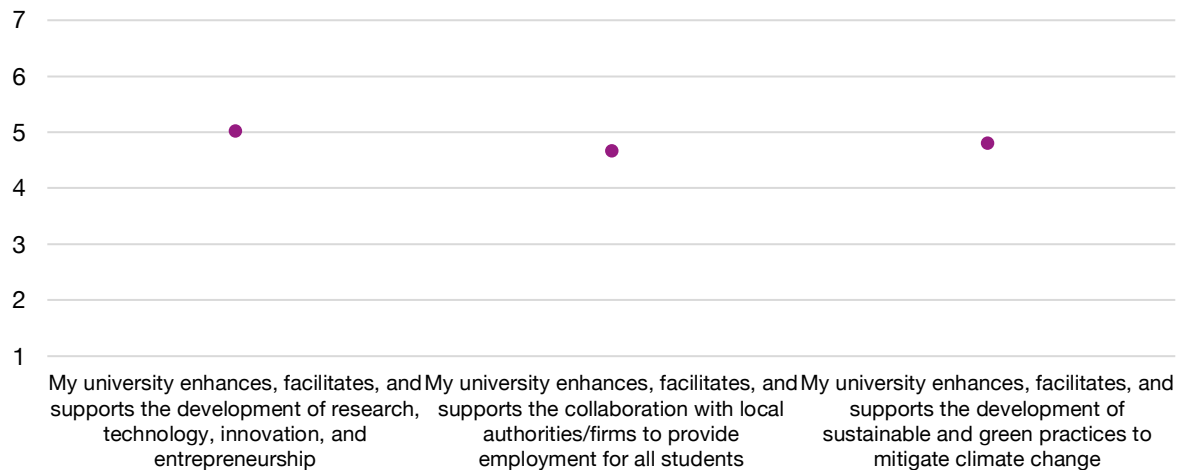 7
6
5
4
3
2
1
My university enhances, facilitates, and
supports the development of research,
technology, innovation, and
entrepreneurship
My university enhances, facilitates, and
supports the collaboration with local
authorities/firms to provide
employment for all students
My university enhances, facilitates, and
supports the development of
sustainable and green practices to
mitigate climate change